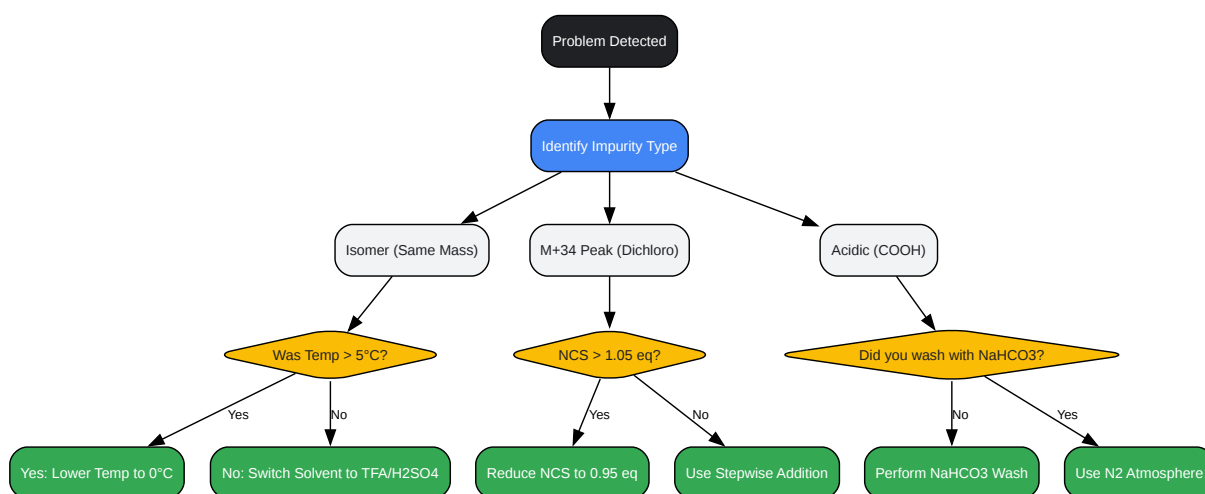 Problem Detected
Identify Impurity Type
Isomer (Same Mass)
M+34 Peak (Dichloro)
Acidic (COOH)
Was Temp > 5°C?
NCS > 1.05 eq?
Did you wash with NaHCO3?
Yes
No
Yes
No
No
Yes
Yes: Lower Temp to 0°C
No: Switch Solvent to TFA/H2SO4
Reduce NCS to 0.95 eq
Use Stepwise Addition
Perform NaHCO3 Wash
Use N2 Atmosphere